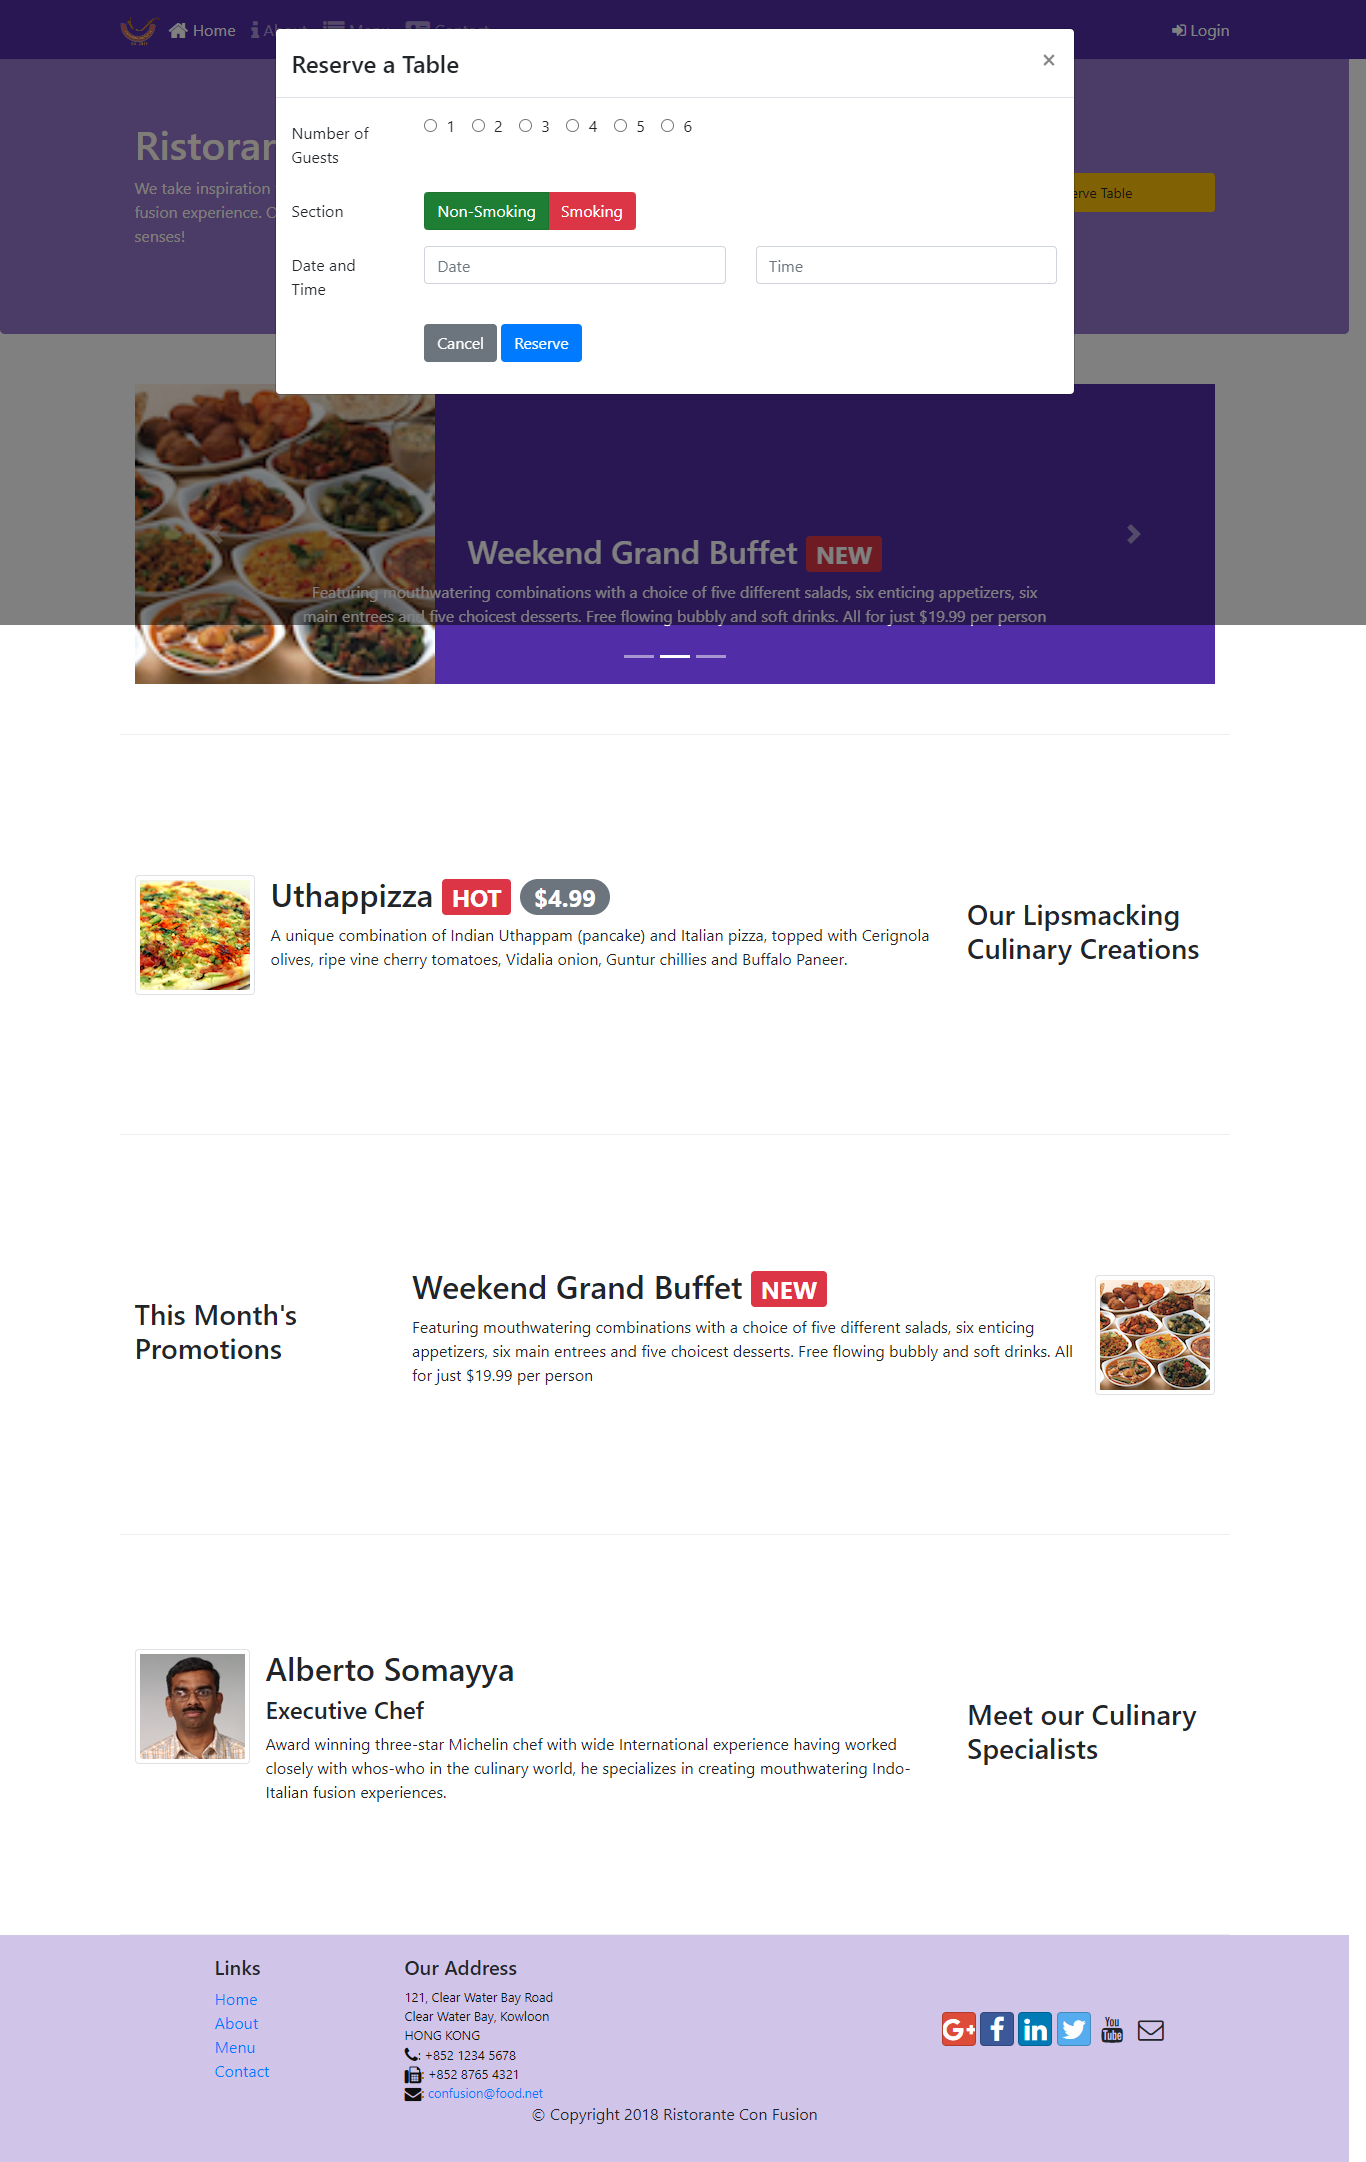 Home
Login
Reserve a Table
×
Number of
Guests
1 2 3 4 5 6
Section
Non-Smoking Smoking
Date and
Time
Date
Time
Cancel Reserve
We take inspiration
senses!
Table
Weekend Grand Buffet NEW
Featuring mouthwatering combinations with a choice of five different salads, six enticing appetizers, six
main entrees and five choicest desserts. Free flowing bubbly and soft drinks. All for just $19.99 per person
Uthappizza HOT $4.99
A unique combination of Indian Uthappam (pancake) and Italian pizza, topped with Cerignola
olives, ripe vine cherry tomatoes, Vidalia onion, Guntur chillies and Buffalo Paneer.
Our Lipsmacking
Culinary Creations
This Month's
Promotions
Weekend Grand Buffet NEW
Featuring mouthwatering combinations with a choice of five different salads, six enticing
appetizers, six main entrees and five choicest desserts. Free flowing bubbly and soft drinks. All
for just $19.99 per person
Alberto Somayya
Executive Chef
Award winning three-star Michelin chef with wide International experience having worked
closely with whos-who in the culinary world, he specializes in creating mouthwatering Indo-
Italian fusion experiences.
Meet our Culinary
Specialists
Links
Home
About
Menu
Contact
Our Address
121, Clear Water Bay Road
Clear Water Bay, Kowloon
HONG KONG
: +852 1234 5678
: +852 8765 4321
: confusion@food.net
G+ f in You Tube
© Copyright 2018 Ristorante Con Fusion